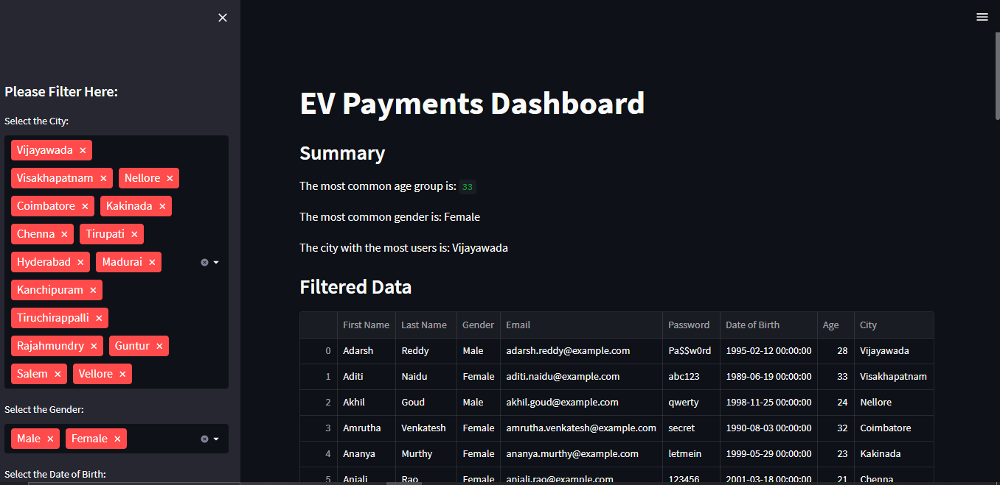 Please Filter Here:
Select the City:
Vijayawada ×
Visakhapatnam × Nellore ×
Coimbatore × Kakinada ×
Chenna × Tirupati ×
Hyderabad × Madurai ×
Kanchipuram ×
Tiruchirappalli ×
Rajahmundry × Guntur ×
Salem × Vellore ×
Select the Gender:
Male × Female ×
Select the Date of Birth:
EV Payments Dashboard
Summary
The most common age group is: 33
The most common gender is: Female
The city with the most users is: Vijayawada
Filtered Data
First Name Last Name Gender Email Password Date of Birth Age City
0 Adarsh Reddy Male adarsh.reddy@example.com Pa$$w0rd 1995-02-12 00:00:00 28 Vijayawada
1 Aditi Naidu Female aditi.naidu@example.com abc123 1989-06-19 00:00:00 33 Visakhapatnam
2 Akhil Goud Male akhil.goud@example.com qwerty 1998-11-25 00:00:00 24 Nellore
3 Amrutha Venkatesh Female amrutha.venkatesh@example.com secret 1990-08-03 00:00:00 32 Coimbatore
4 Ananya Murthy Female ananya.murthy@example.com letmein 1999-05-29 00:00:00 23 Kakinada
5 Anjali Rao Female anjali.rao@example.com 123456 2001-03-18 00:00:00 21 Chenna